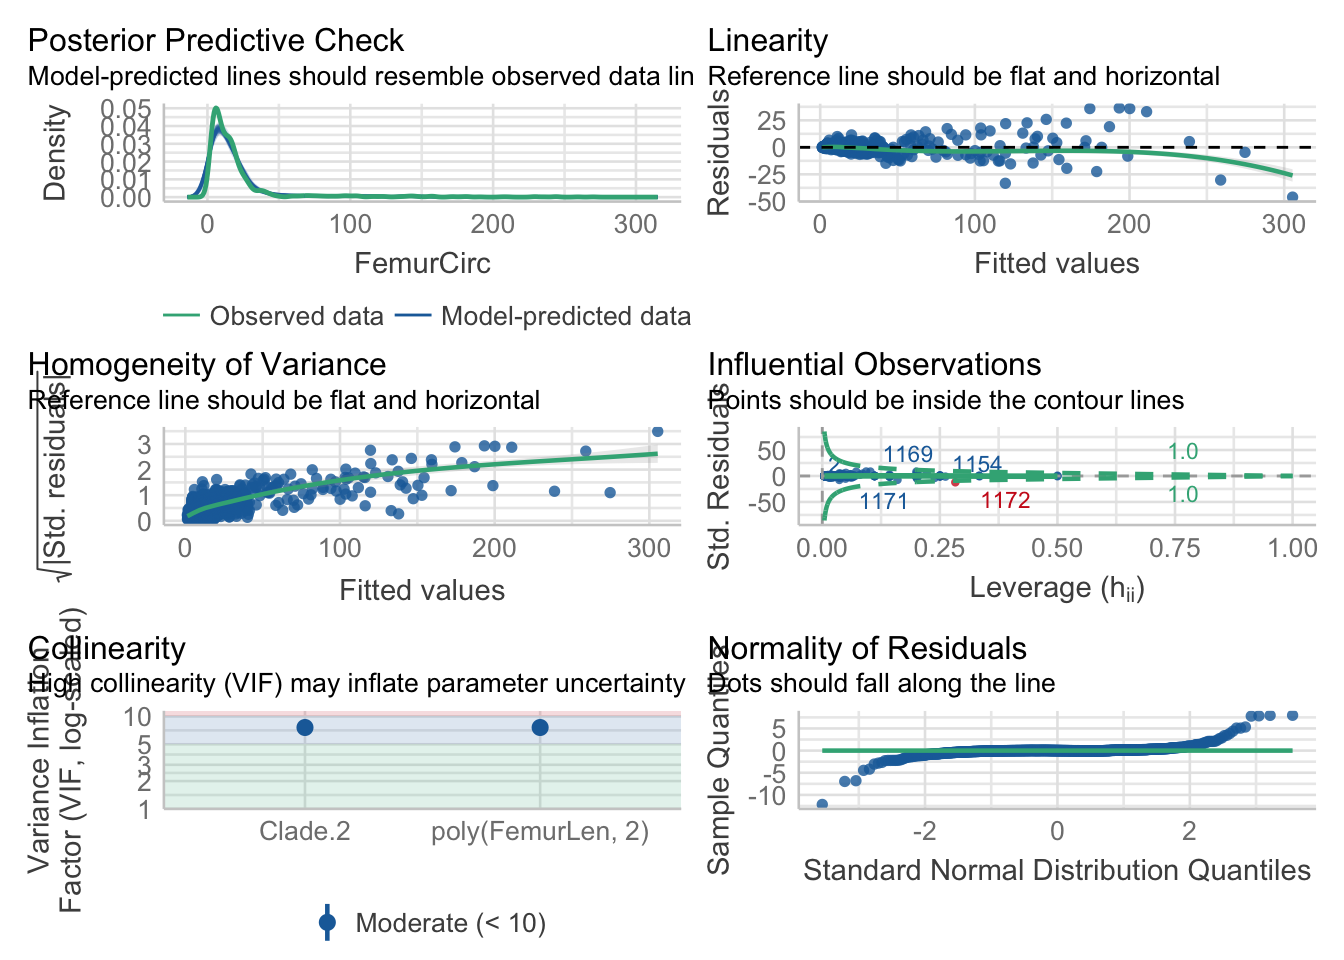 Posterior Predictive Check
Model-predicted lines should resemble observed data lin
Density
0.05
0.04
0.03
0.02
0.01
0.00
0 100 200 300
FemurCirc
Observed data Model-predicted data
Linearity
Reference line should be flat and horizontal
Residuals
25
0
-25
-50
0 100 200 300
Fitted values
Homogeneity of Variance
Reference line should be flat and horizontal
√|Std. residuals|
3
2
1
0
0 100 200 300
Fitted values
Influential Observations
Points should be inside the contour lines
Std. Residuals
50
0
-50
2
1169
1154
1171
1172
1.0
1.0
0.00 0.25 0.50 0.75 1.00
Leverage (hᵢᵢ)
Collinearity
High collinearity (VIF) may inflate parameter uncertainty
Variance Inflation
Factor (VIF, log-scaled)
10
5
3
2
1
Clade.2 poly(FemurLen, 2)
Moderate (< 10)
Normality of Residuals
Dots should fall along the line
Sample Quantiles
5
0
-5
-10
-2 0 2
Standard Normal Distribution Quantiles